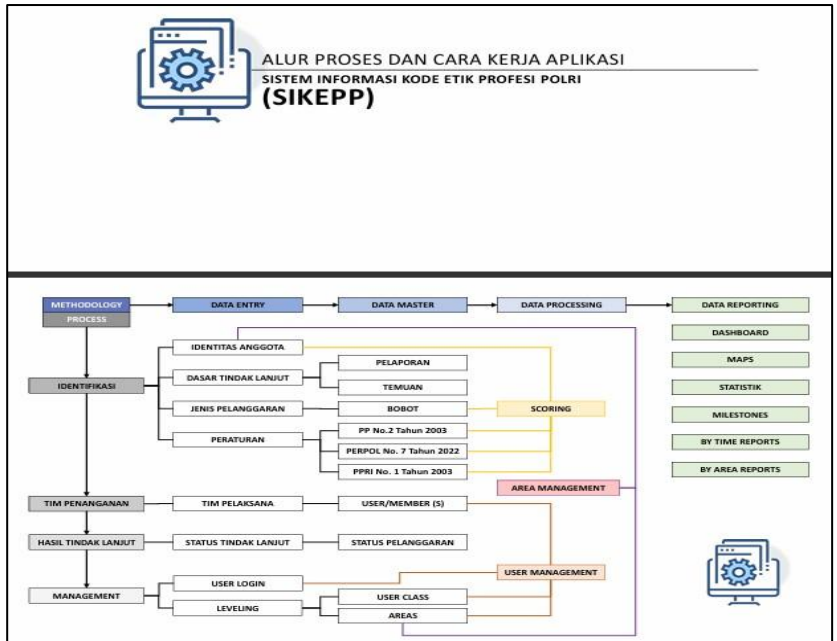 ALUR PROSES DAN CARA KERJA APLIKASI
SISTEM INFORMASI KODE ETIK PROFESI POLRI
(SIKEPP)
METHODOLOGY
PROCESS
DATA ENTRY
DATA MASTER
DATA PROCESSING
DATA REPORTING
DASHBOARD
MAPS
STATISTIK
MILESTONES
BY TIME REPORTS
BY AREA REPORTS
IDENTIFIKASI
IDENTITAS ANGGOTA
DASAR TINDAK LANJUT
PELAPORAN
TEMUAN
JENIS PELANGGARAN
BOBOT
SCORING
PERATURAN
PP No.2 Tahun 2003
PERPOL No. 7 Tahun 2022
PPRI No. 1 Tahun 2003
AREA MANAGEMENT
TIM PENANGANAN
TIM PELAKSANA
USER/MEMBER (S)
HASIL TINDAK LANJUT
STATUS TINDAK LANJUT
STATUS PELANGGARAN
USER MANAGEMENT
MANAGEMENT
USER LOGIN
LEVELING
USER CLASS
AREAS